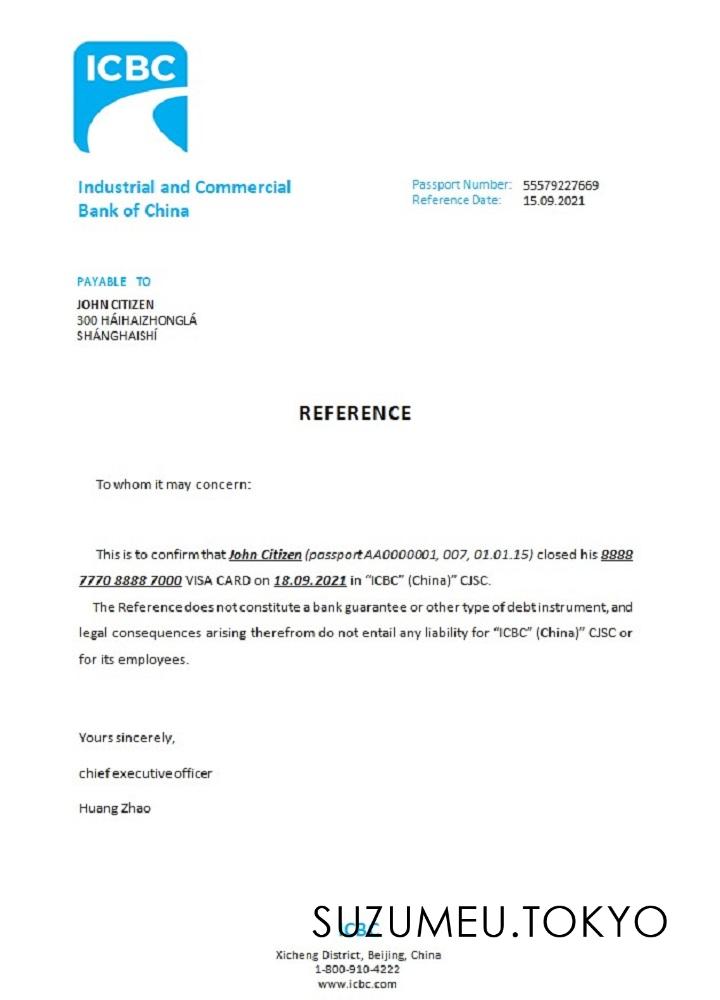 ICBC
Industrial and Commercial
Bank of China
Passport Number: 55579227669
Reference Date: 15.09.2021
PAYABLE TO
JOHN CITIZEN
300 HÁIHAIZHONGLÁ
SHÁNGHAISHÍ
REFERENCE
To whom it may concern:
This is to confirm that John Citizen (passport AA0000001, 007, 01.01.15) closed his 8888
7770 8888 7000 VISA CARD on 18.09.2021 in “ICBC” (China)” CJSC.
The Reference does not constitute a bank guarantee or other type of debt instrument, and
legal consequences arising therefrom do not entail any liability for “ICBC” (China)” CJSC or
for its employees.
Yours sincerely,
chief executive officer
Huang Zhao
ICBC
SUZUMEU.TOKYO
Xicheng District, Beijing, China
1-800-910-4222
www.icbc.com